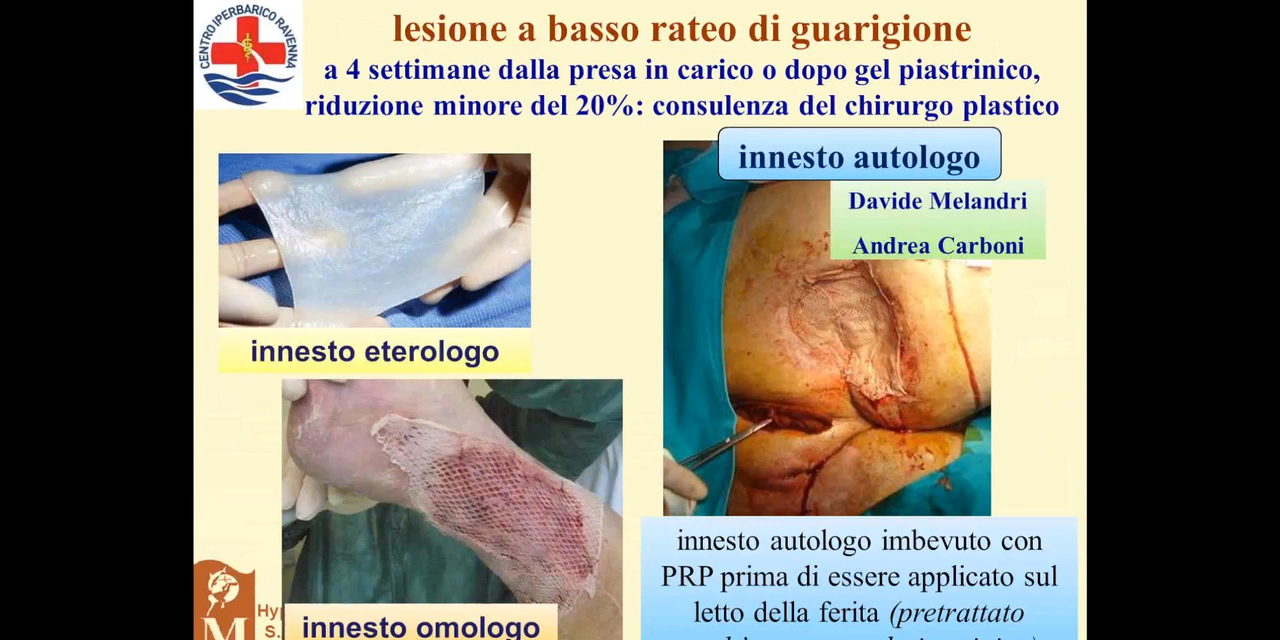 CENTRO IPERBARICO RAVENNA
lesione a basso rateo di guarigione
a 4 settimane dalla presa in carico o dopo gel piastrinico,
riduzione minore del 20%: consulenza del chirurgo plastico
innesto autologo
Davide Melandri
Andrea Carboni
innesto eterologo
innesto autologo imbevuto con
PRP prima di essere applicato sul
letto della ferita (pretrattato
Hy
S.
M
innesto omologo